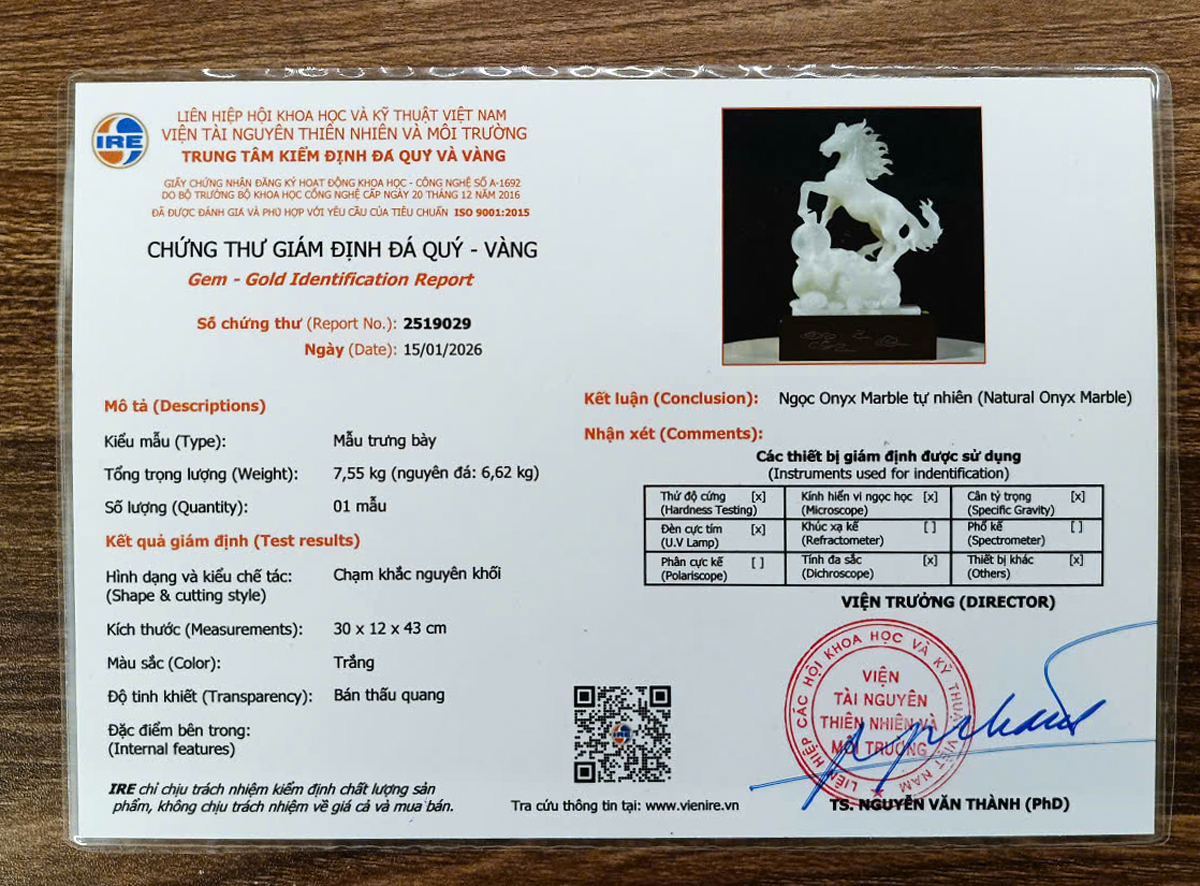 IRE
LIÊN HIỆP HỘI KHOA HỌC VÀ KỸ THUẬT VIỆT NAM
VIỆN TÀI NGUYÊN THIÊN NHIÊN VÀ MÔI TRƯỜNG
TRUNG TÂM KIỂM ĐỊNH ĐÁ QUÝ VÀ VÀNG
GIẤY CHỨNG NHẬN ĐĂNG KÝ HOẠT ĐỘNG KHOA HỌC - CÔNG NGHỆ SỐ A-1692
DO BỘ TRƯỞNG BỘ KHOA HỌC CÔNG NGHỆ CẤP NGÀY 20 THÁNG 12 NĂM 2016
ĐÃ ĐƯỢC ĐÁNH GIÁ VÀ PHÙ HỢP VỚI YÊU CẦU CỦA TIÊU CHUẨN ISO 9001:2015
CHỨNG THƯ GIÁM ĐỊNH ĐÁ QUÝ - VÀNG
Gem - Gold Identification Report
Số chứng thư (Report No.): 2519029
Ngày (Date): 15/01/2026
Mô tả (Descriptions)
Kiểu mẫu (Type): Mẫu trưng bày
Tổng trọng lượng (Weight): 7,55 kg (nguyên đá: 6,62 kg)
Số lượng (Quantity): 01 mẫu
Kết quả giám định (Test results)
Hình dạng và kiểu chế tác: Chạm khắc nguyên khối
(Shape & cutting style)
Kích thước (Measurements): 30 x 12 x 43 cm
Màu sắc (Color): Trắng
Độ tinh khiết (Transparency): Bán thấu quang
Đặc điểm bên trong:
(Internal features)
IRE chỉ chịu trách nhiệm kiểm định chất lượng sản
phẩm, không chịu trách nhiệm về giá cả và mua bán.
Tra cứu thông tin tại: www.vienire.vn
Kết luận (Conclusion): Ngọc Onyx Marble tự nhiên (Natural Onyx Marble)
Nhận xét (Comments):
Các thiết bị giám định được sử dụng
(Instruments used for indentification)
Thử độ cứng [x] Kính hiển vi ngọc học [x] Cân tỷ trọng [x]
(Hardness Testing) (Microscope) (Specific Gravity)
Đèn cực tím [x] Khúc xạ kế [ ] Phổ kế [ ]
(U.V Lamp) (Refractometer) (Spectrometer)
Phân cực kế [ ] Tính đa sắc [x] Thiết bị khác [x]
(Polariscope) (Dichroscope) (Others)
VIỆN TRƯỞNG (DIRECTOR)
LIÊN HIỆP CÁC HỘI KHOA HỌC VÀ KỸ THUẬT VIỆT NAM
VIỆN
TÀI NGUYÊN
THIÊN NHIÊN VÀ
MÔI TRƯỜNG
TS. NGUYỄN VĂN THÀNH (PhD)